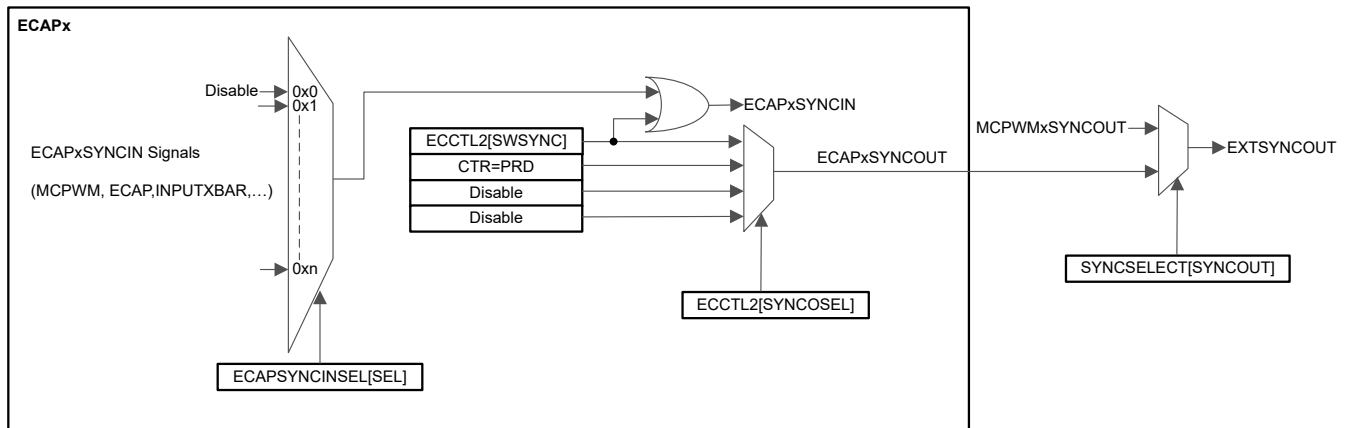 ECAPx
Disable
0x0
0x1
ECAPxSYNCIN
MCPWMxSYNCOUT
ECCTL2[SWSYNC]
ECAPxSYNCIN Signals
ECAPxSYNCOUT
EXTSYNCOUT
CTR=PRD
(MCPWM, ECAP,INPUTXBAR,…)
Disable
Disable
0xn
SYNCSELECT[SYNCOUT]
ECCTL2[SYNCOSEL]
ECAPSYNCINSEL[SEL]